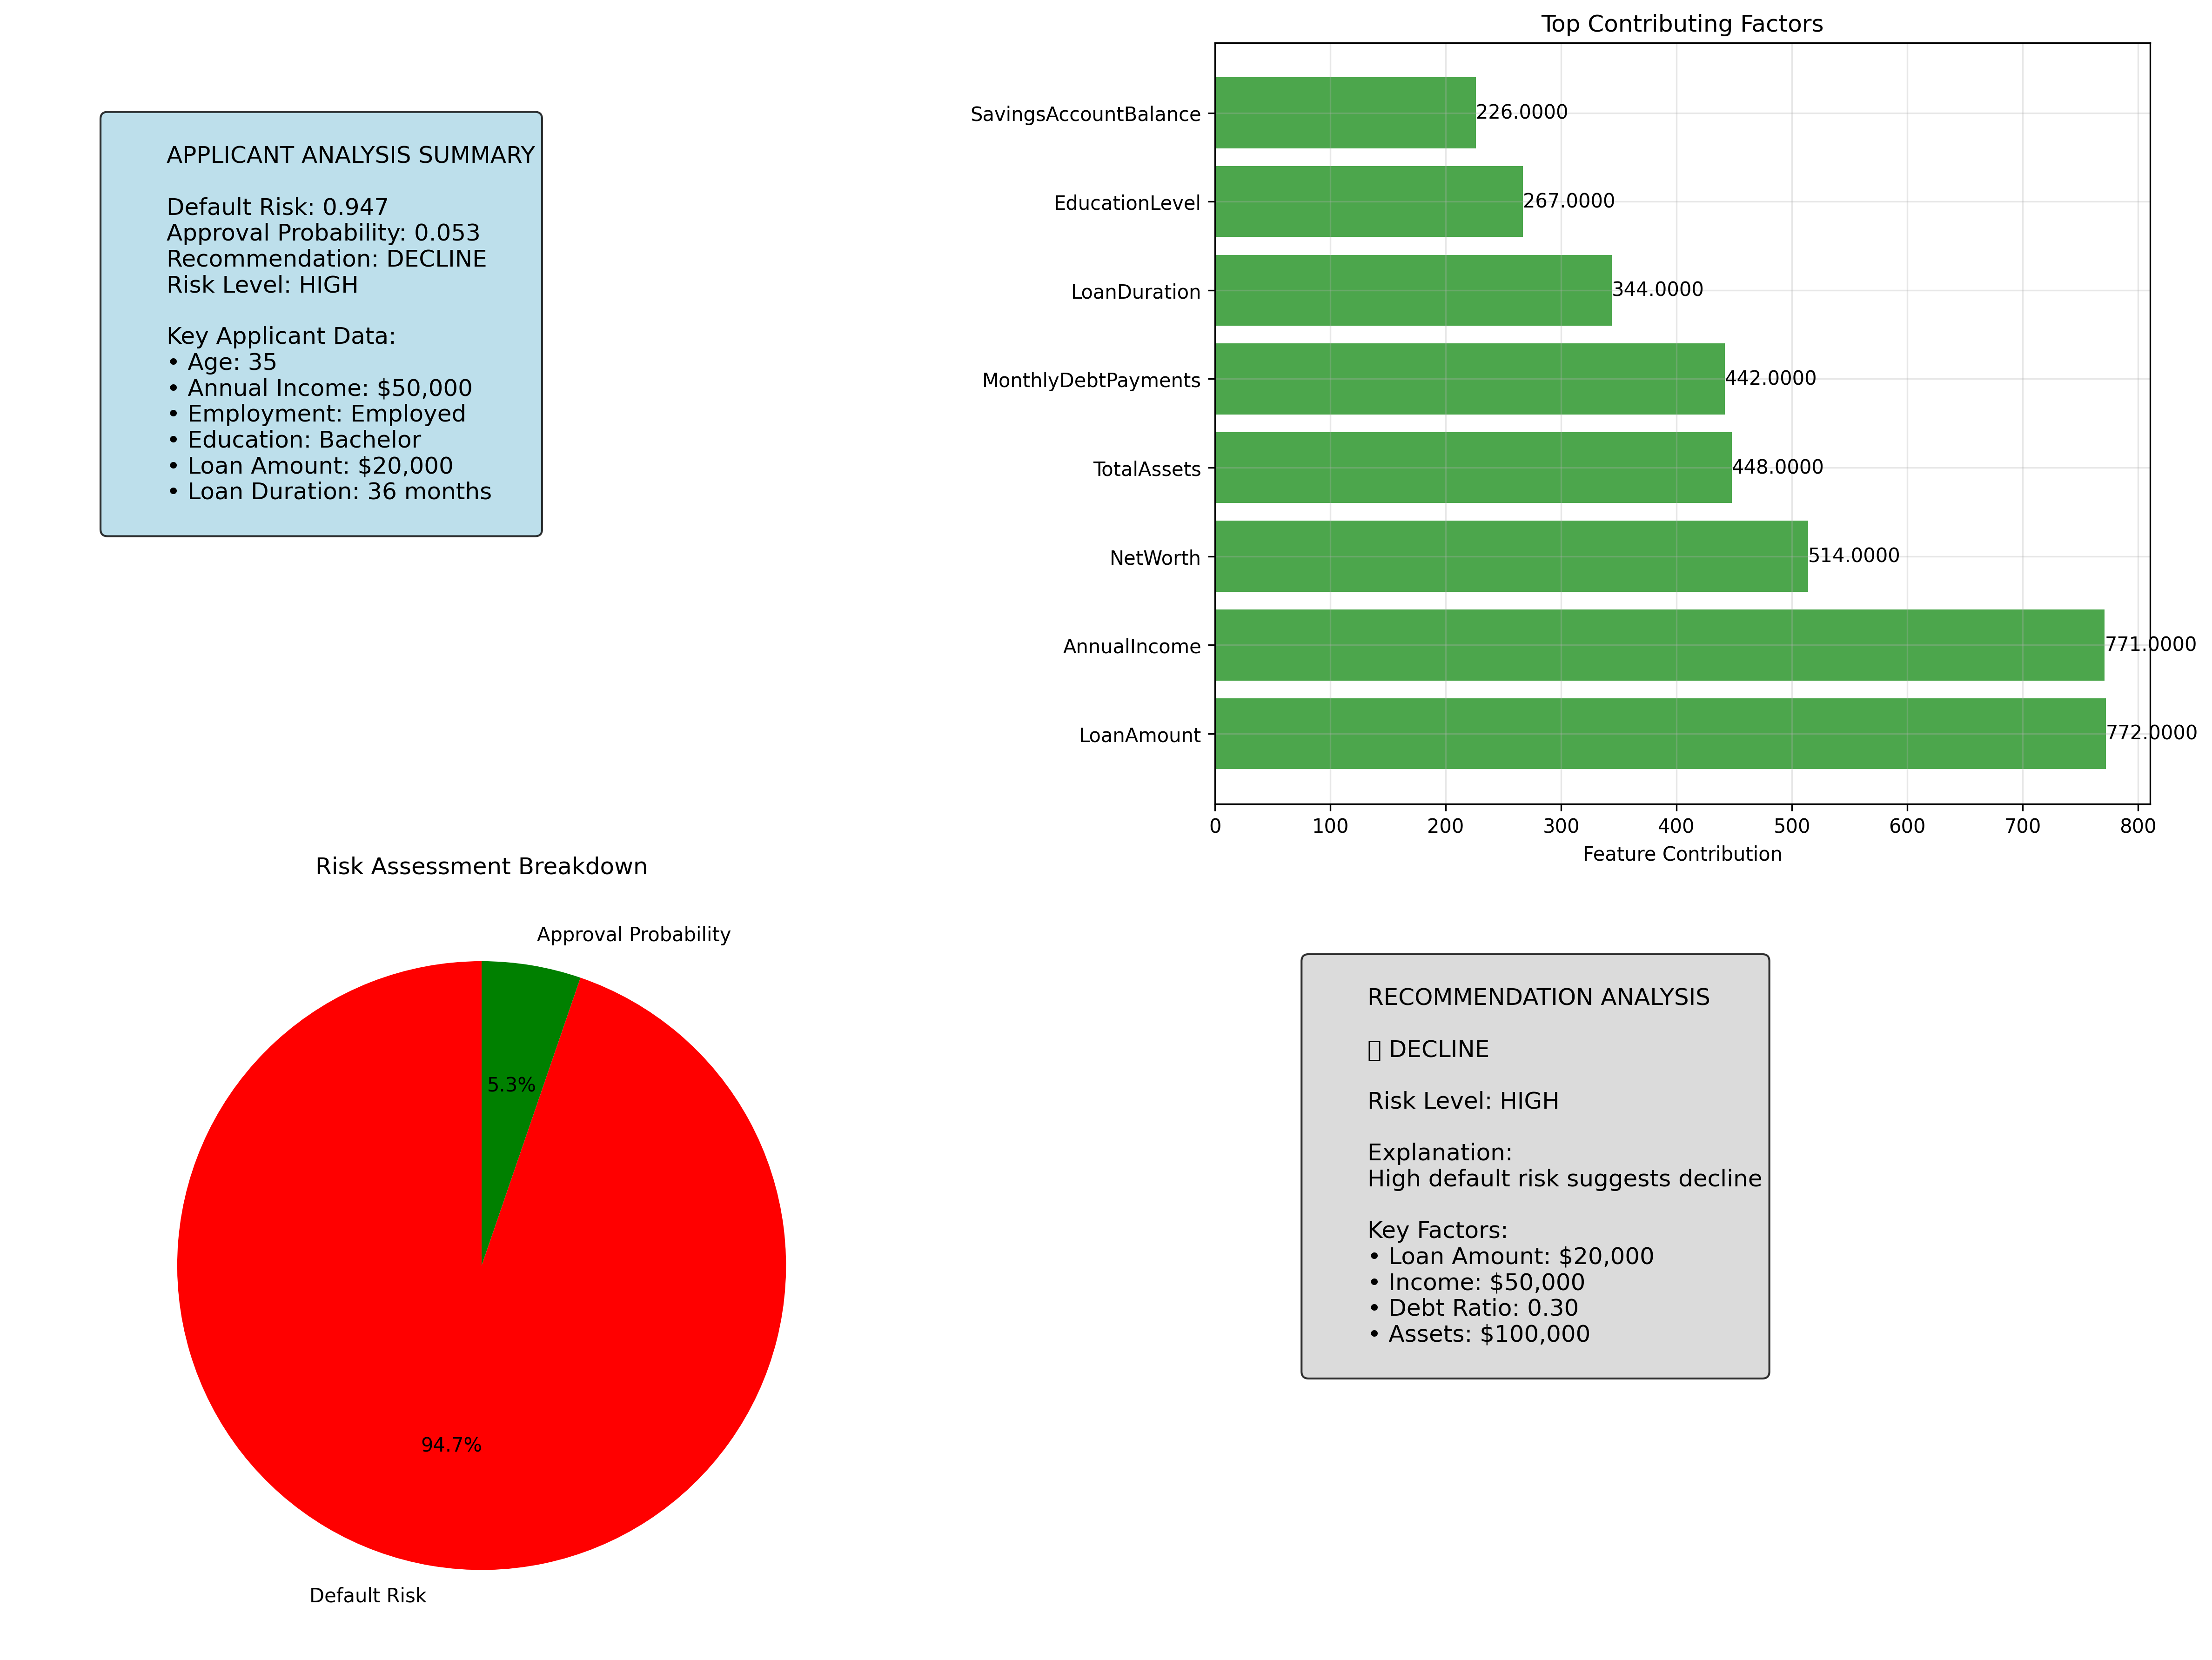 APPLICANT ANALYSIS SUMMARY
Default Risk: 0.947
Approval Probability: 0.053
Recommendation: DECLINE
Risk Level: HIGH
Key Applicant Data:
• Age: 35
• Annual Income: $50,000
• Employment: Employed
• Education: Bachelor
• Loan Amount: $20,000
• Loan Duration: 36 months
Top Contributing Factors
SavingsAccountBalance 226.0000
EducationLevel 267.0000
LoanDuration 344.0000
MonthlyDebtPayments 442.0000
TotalAssets 448.0000
NetWorth 514.0000
AnnualIncome 771.0000
LoanAmount 772.0000
0 100 200 300 400 500 600 700 800
Feature Contribution
Risk Assessment Breakdown
Approval Probability
5.3%
94.7%
Default Risk
RECOMMENDATION ANALYSIS
▯ DECLINE
Risk Level: HIGH
Explanation:
High default risk suggests decline
Key Factors:
• Loan Amount: $20,000
• Income: $50,000
• Debt Ratio: 0.30
• Assets: $100,000